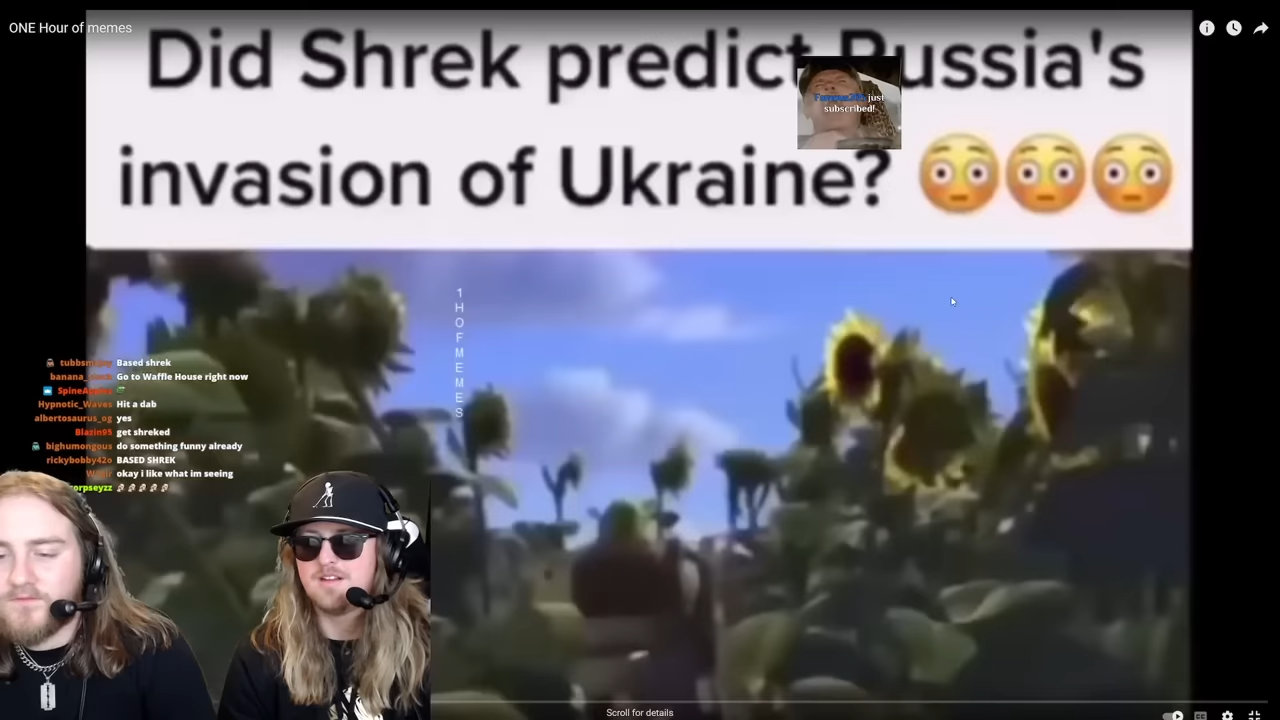 ONE Hour of memes
Did Shrek predict Russia's
invasion of Ukraine? 😳😳😳
just
subscribed!
1
H
O
F
M
E
M
E
S
Based shrek
Go to Waffle House right now
Hypnotic_Waves Hit a dab
albertosaurus_og yes
Blazin95 get shreked
bighumongous do something funny already
rickybobby42o BASED SHREK
okay i like what im seeing
Scroll for details